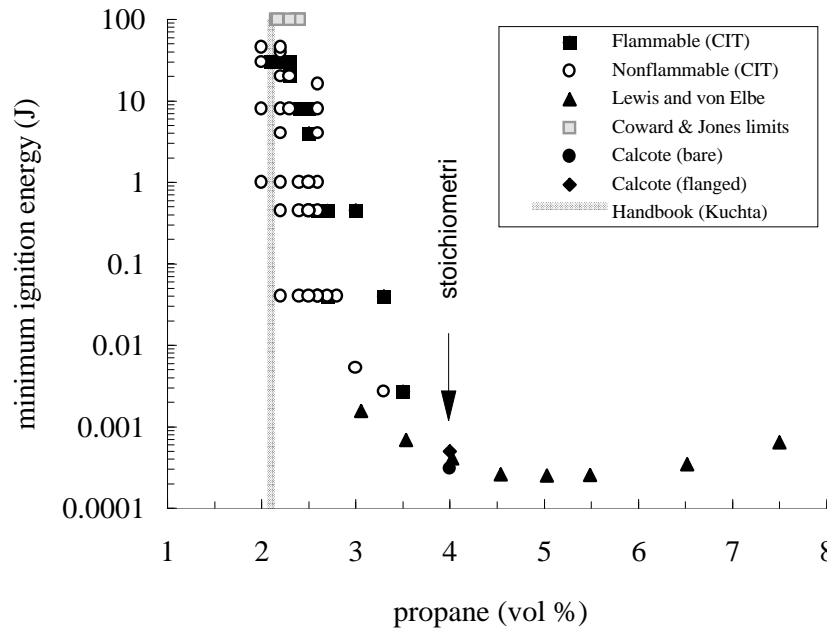 100
10
1
0.1
0.01
0.001
0.0001
minimum ignition energy (J)
Flammable (CIT)
Nonflammable (CIT)
Lewis and von Elbe
Coward & Jones limits
Calcote (bare)
Calcote (flanged)
Handbook (Kuchta)
stoichiometri
1 2 3 4 5 6 7 8
propane (vol %)